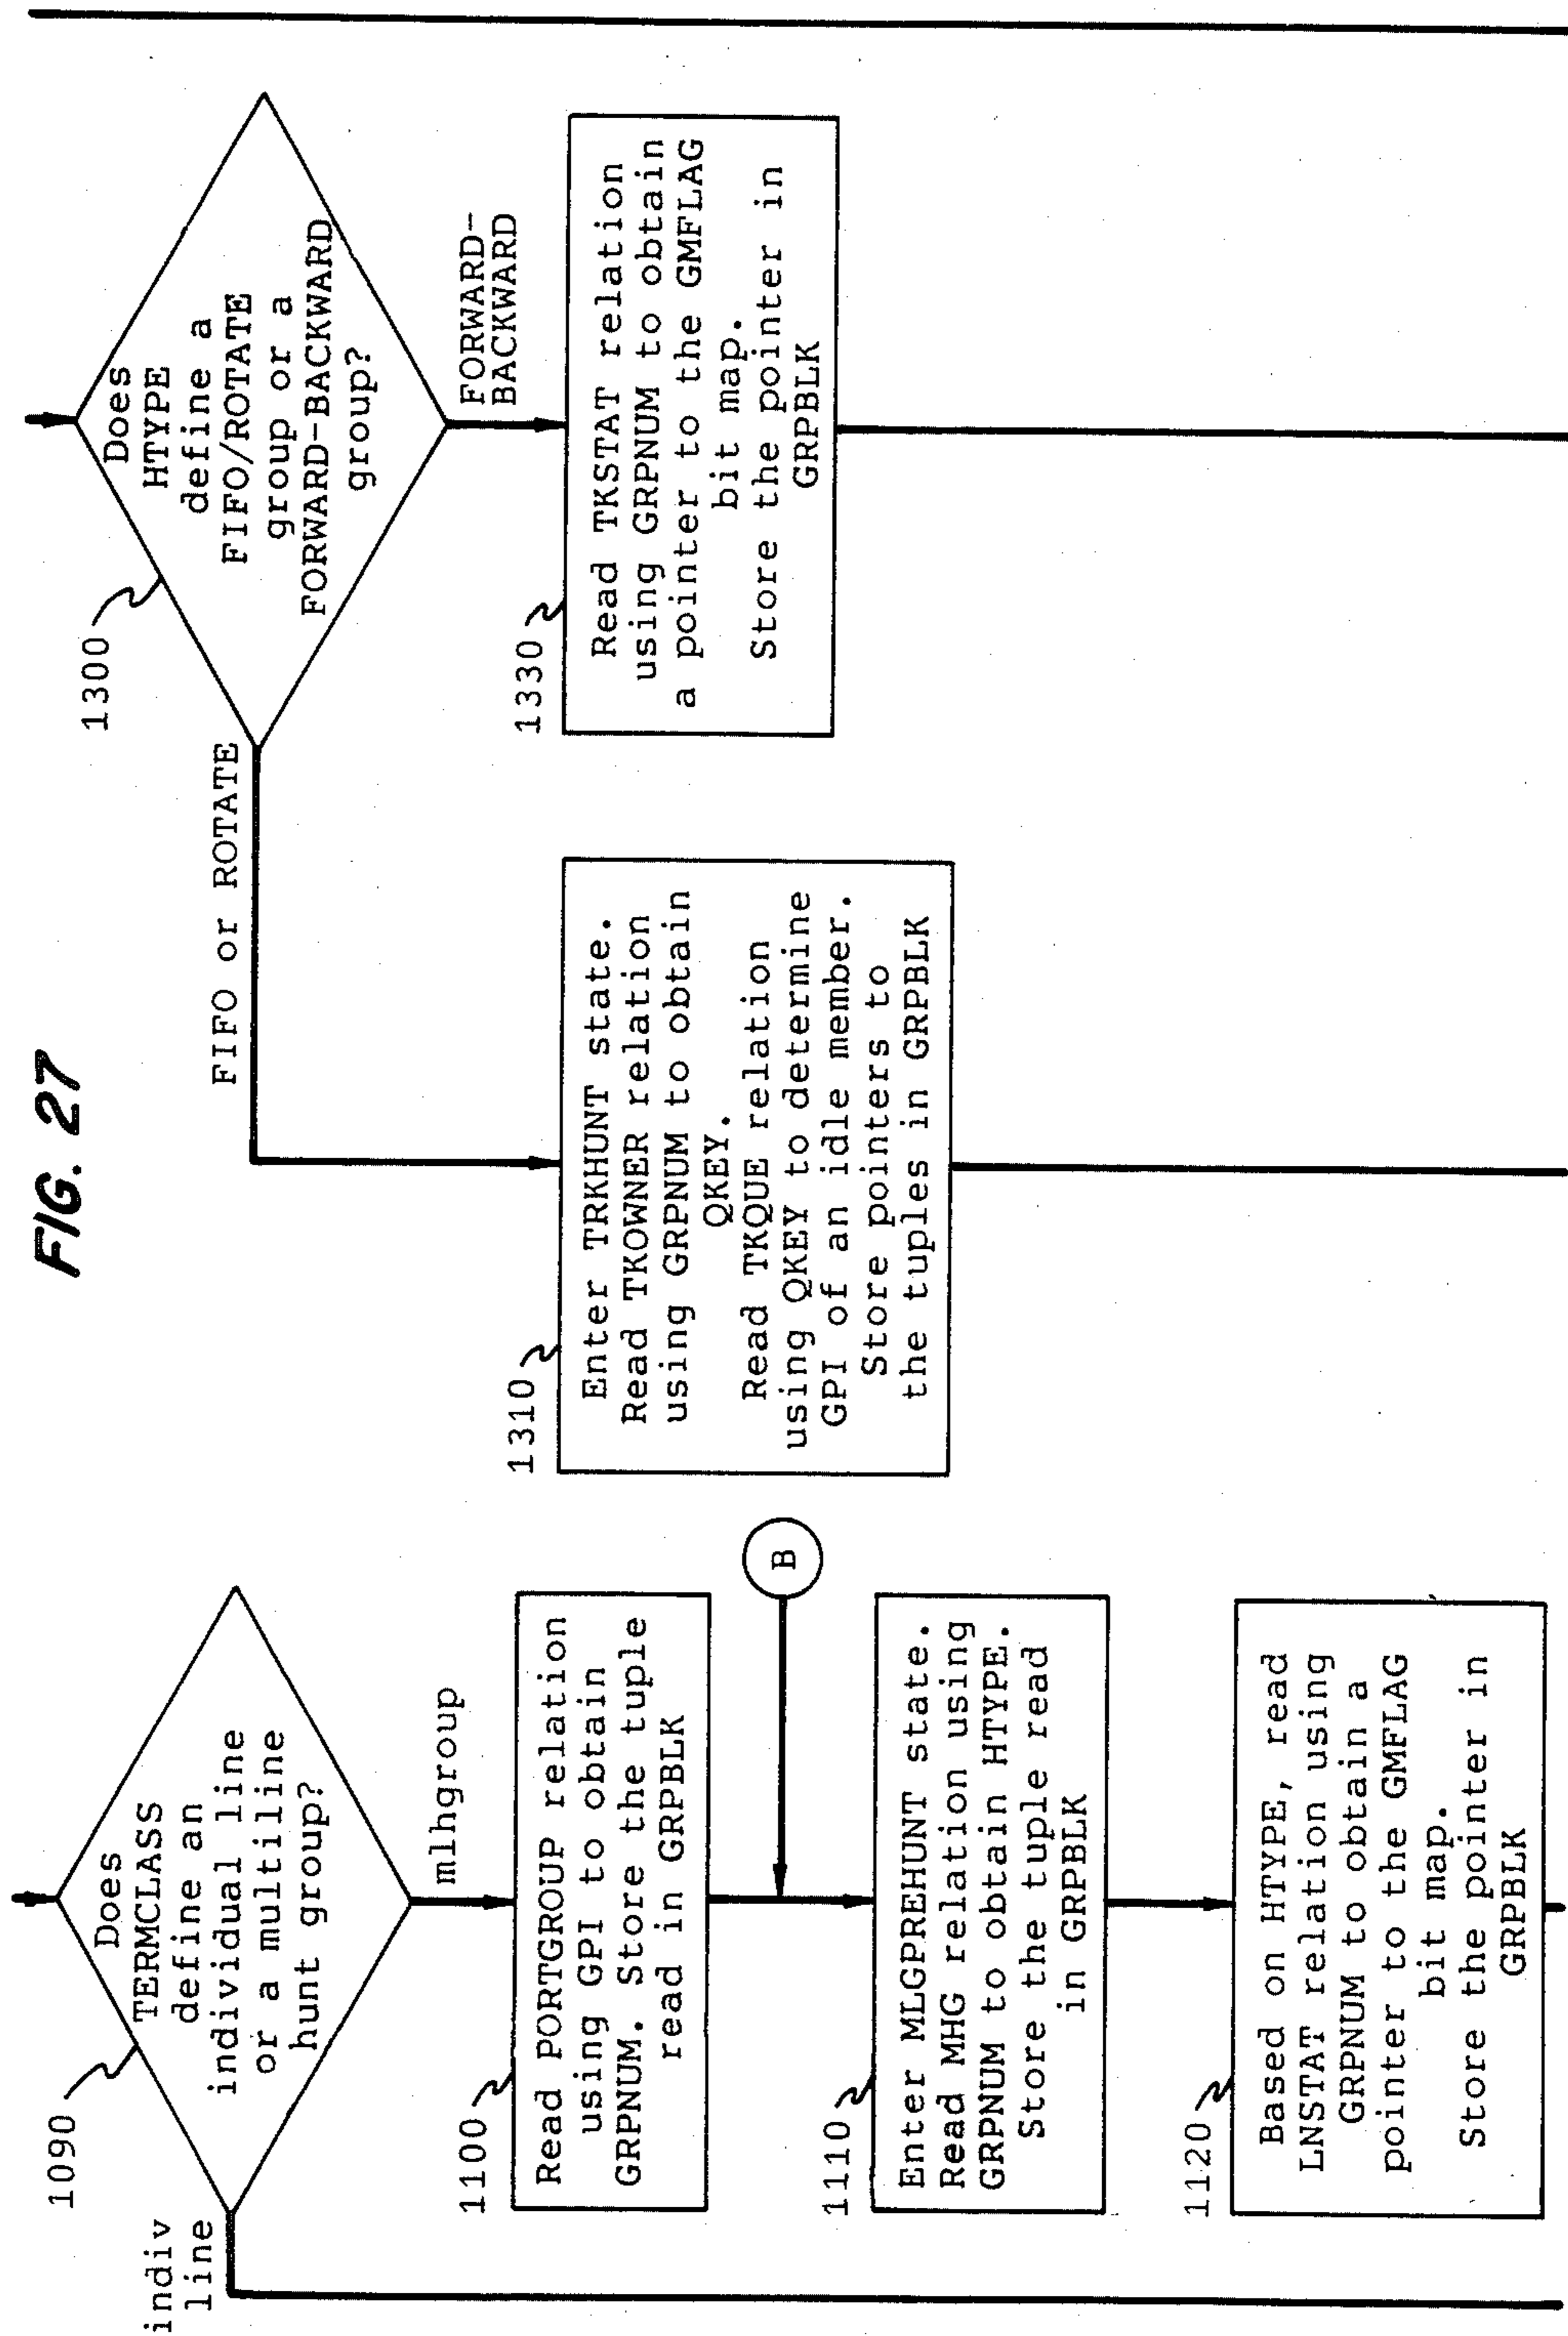 FIG. 27
1090
Does
TERMCLASS
define an
individual line
or a multiline
hunt group?
indiv
line
mlhgroup
1100
Read PORTGROUP relation
using GPI to obtain
GRPNUM. Store the tuple
read in GRPBLK
B
1110
Enter MLGPREHUNT state.
Read MHG relation using
GRPNUM to obtain HTYPE.
Store the tuple read
in GRPBLK
1120
Based on HTYPE, read
LNSTAT relation using
GRPNUM to obtain a
pointer to the GMFLAG
bit map.
Store the pointer in
GRPBLK
1300
Does
HTYPE
define a
FIFO/ROTATE
group or a
FORWARD-BACKWARD
group?
FIFO or ROTATE
FORWARD-
BACKWARD
1310
Enter TRKHUNT state.
Read TKOWNER relation
using GRPNUM to obtain
QKEY.
Read TKQUE relation
using QKEY to determine
GPI of an idle member.
Store pointers to
the tuples in GRPBLK
1330
Read TKSTAT relation
using GRPNUM to obtain
a pointer to the GMFLAG
bit map.
Store the pointer in
GRPBLK